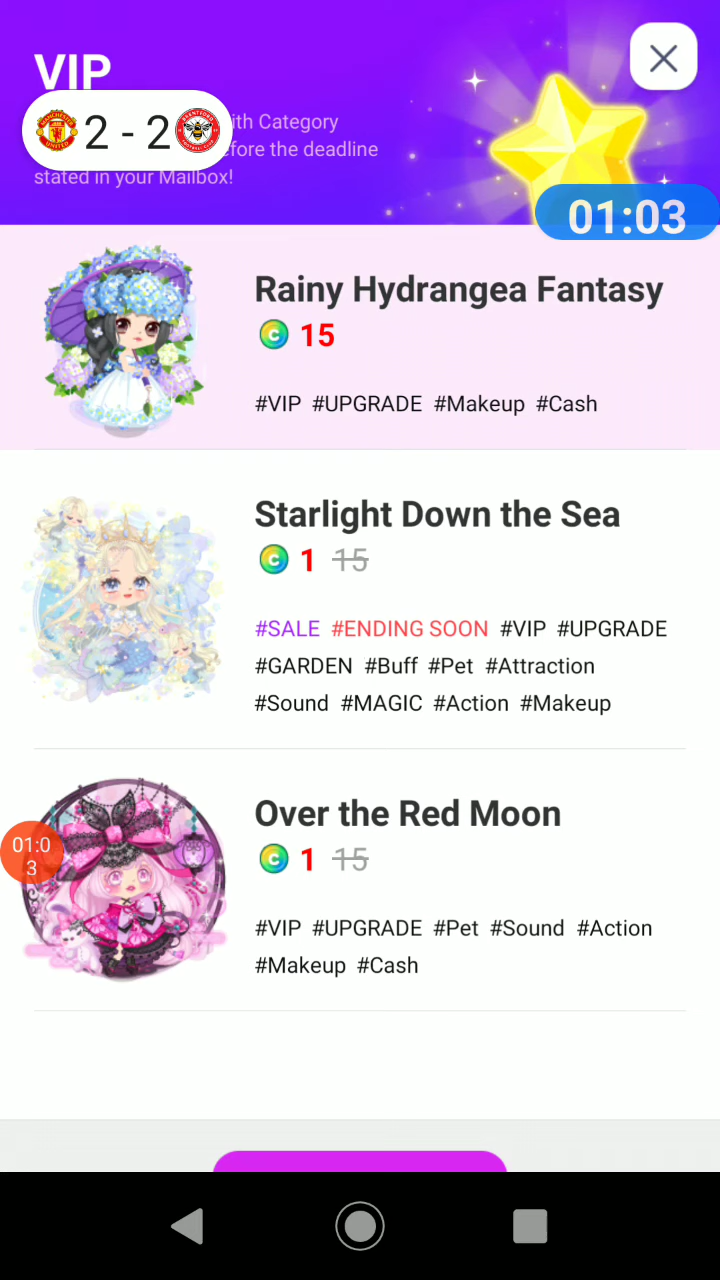 VIP
2 - 2
ith Category
efore the deadline
stated in your Mailbox!
01:03
Rainy Hydrangea Fantasy
15
#VIP #UPGRADE #Makeup #Cash
Starlight Down the Sea
1 15
#SALE #ENDING SOON #VIP #UPGRADE
#GARDEN #Buff #Pet #Attraction
#Sound #MAGIC #Action #Makeup
Over the Red Moon
1 15
01:0
3
#VIP #UPGRADE #Pet #Sound #Action
#Makeup #Cash